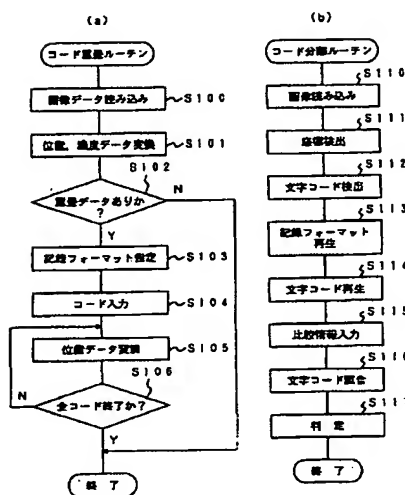 (a)
コード重畳ルーチン
画像データ読み込み
S100
位置、濃度データ変換
S101
S102
重畳データありか
?
N
Y
記録フォーマット指定
S103
コード入力
S104
位置データ変調
S105
S106
全コード終了か?
N
Y
終了
(b)
コード分離ルーチン
S110
画像読み込み
S111
S112
文字コード検出
S113
記録フォーマット
再生
S114
文字コード再生
S115
比較情報入力
S116
文字コード照合
S117
判定
終了